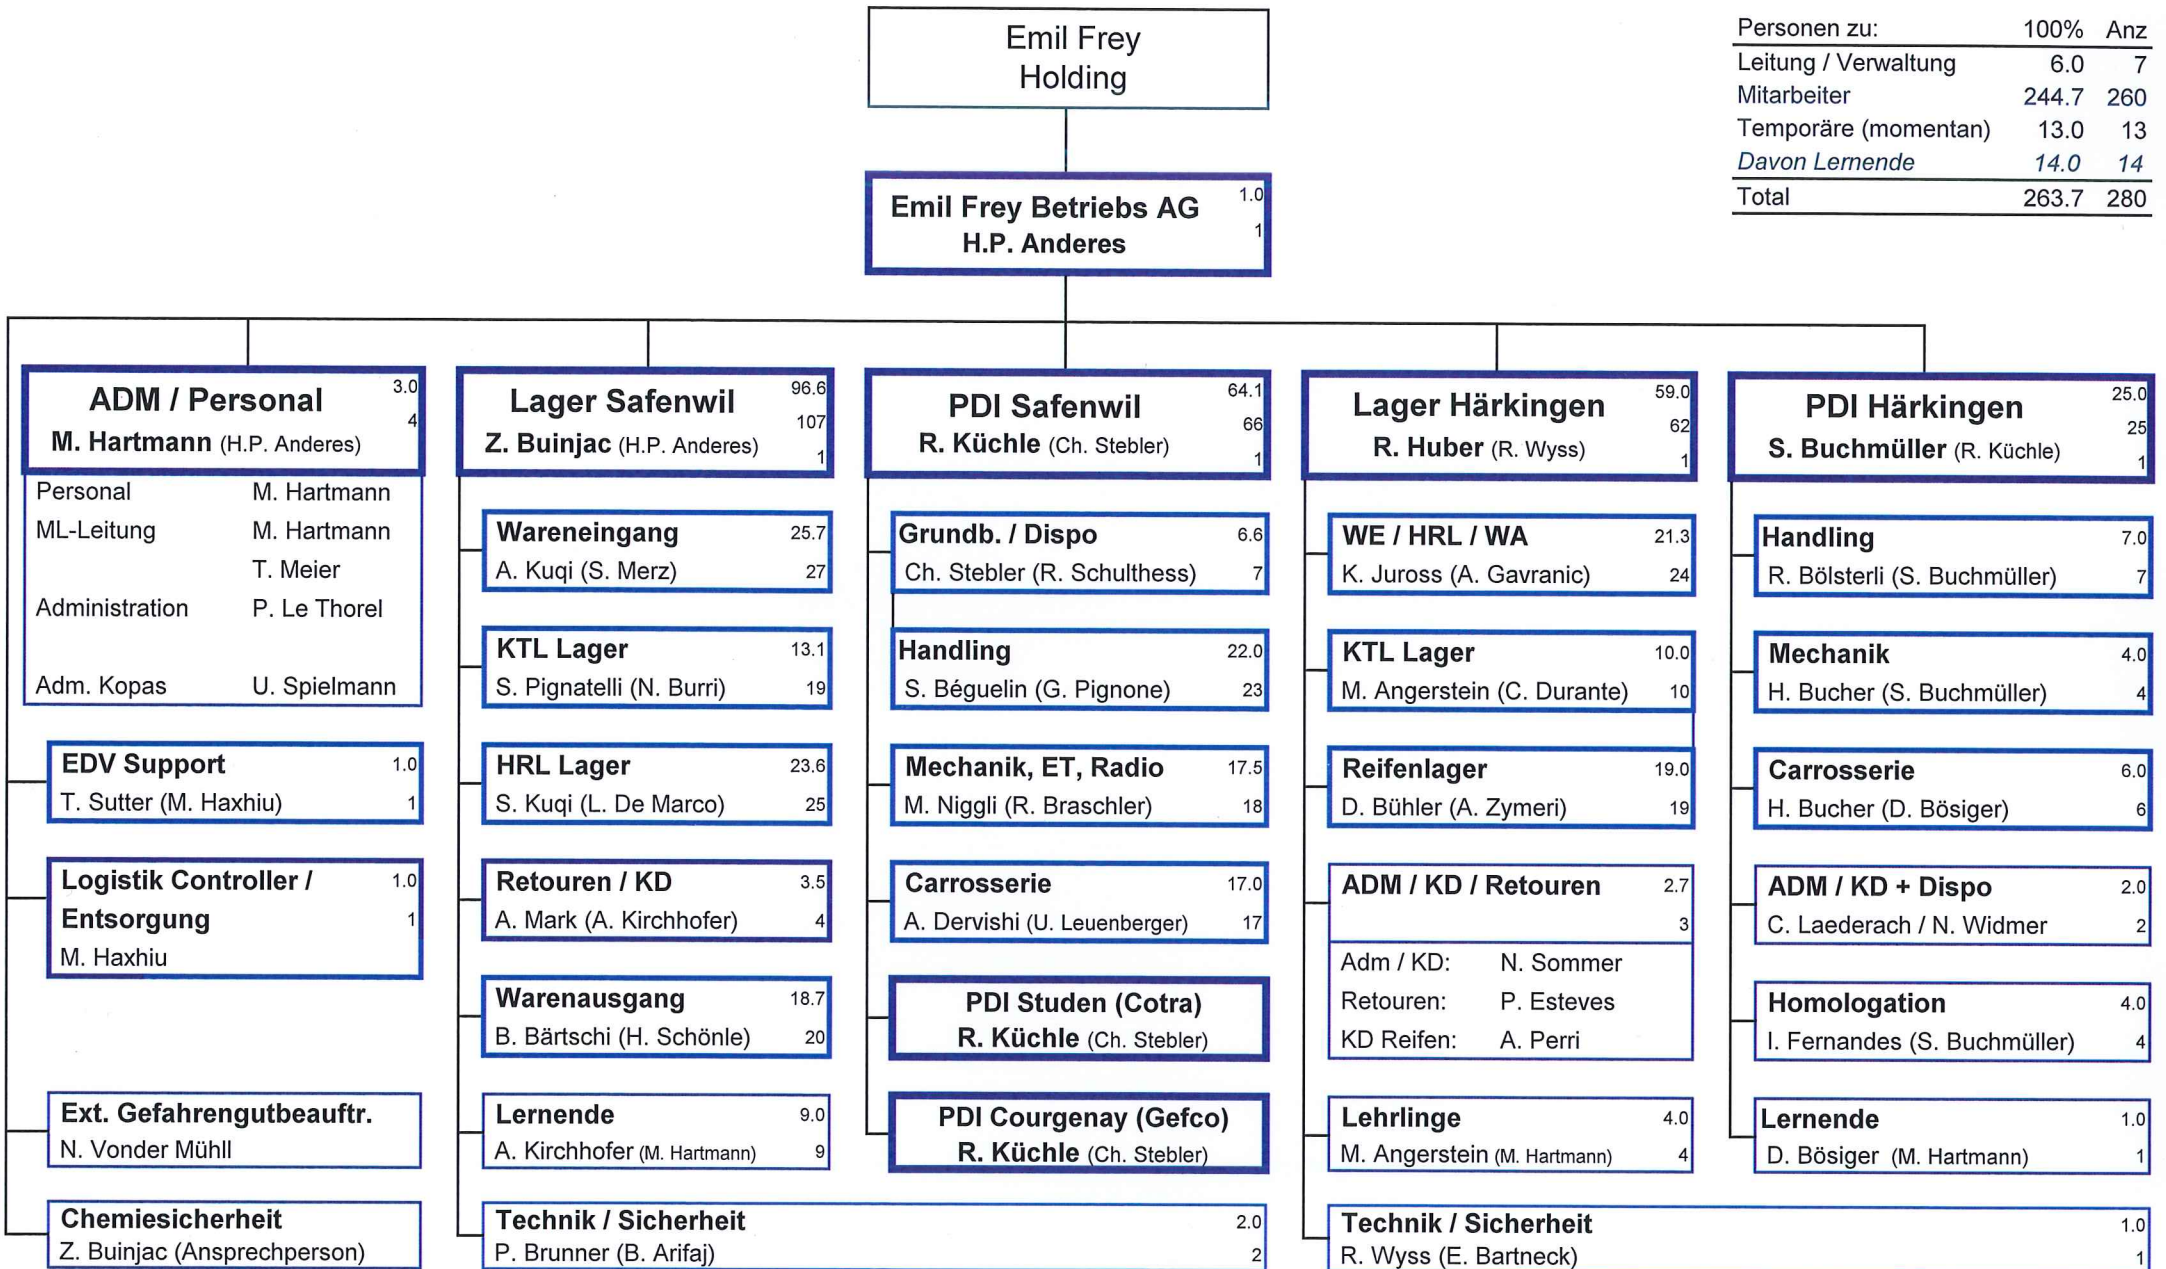 Emil Frey
Holding
Personen zu: 100% Anz
Leitung / Verwaltung 6.0 7
Mitarbeiter 244.7 260
Temporäre (momentan) 13.0 13
Davon Lernende 14.0 14
Total 263.7 280
Emil Frey Betriebs AG 1.0
H.P. Anderes 1
ADM / Personal 3.0
4
M. Hartmann (H.P. Anderes)
Personal M. Hartmann
ML-Leitung M. Hartmann
T. Meier
Administration P. Le Thorel
Adm. Kopas U. Spielmann
EDV Support 1.0
T. Sutter (M. Haxhiu) 1
Logistik Controller / 1.0
Entsorgung 1
M. Haxhiu
Ext. Gefahrengutbeauftr.
N. Vonder Mühll
Chemiesicherheit
Z. Buinjac (Ansprechperson)
Lager Safenwil 96.6
107
Z. Buinjac (H.P. Anderes) 1
Wareneingang 25.7
A. Kuqi (S. Merz) 27
KTL Lager 13.1
S. Pignatelli (N. Burri) 19
HRL Lager 23.6
S. Kuqi (L. De Marco) 25
Retouren / KD 3.5
A. Mark (A. Kirchhofer) 4
Warenausgang 18.7
B. Bärtschi (H. Schönle) 20
Lernende 9.0
A. Kirchhofer (M. Hartmann) 9
Technik / Sicherheit 2.0
P. Brunner (B. Arifaj) 2
PDI Safenwil 64.1
66
R. Küchle (Ch. Stebler) 1
Grundb. / Dispo 6.6
Ch. Stebler (R. Schulthess) 7
Handling 22.0
S. Béguelin (G. Pignone) 23
Mechanik, ET, Radio 17.5
M. Niggli (R. Braschler) 18
Carrosserie 17.0
A. Dervishi (U. Leuenberger) 17
PDI Studen (Cotra)
R. Küchle (Ch. Stebler)
PDI Courgenay (Gefco)
R. Küchle (Ch. Stebler)
Lager Härkingen 59.0
62
R. Huber (R. Wyss) 1
WE / HRL / WA 21.3
K. Juross (A. Gavranic) 24
KTL Lager 10.0
M. Angerstein (C. Durante) 10
Reifenlager 19.0
D. Bühler (A. Zymeri) 19
ADM / KD / Retouren 2.7
3
Adm / KD: N. Sommer
Retouren: P. Esteves
KD Reifen: A. Perri
Lehrlinge 4.0
M. Angerstein (M. Hartmann) 4
Technik / Sicherheit 1.0
R. Wyss (E. Bartneck) 1
PDI Härkingen 25.0
25
S. Buchmüller (R. Küchle) 1
Handling 7.0
R. Bölsterli (S. Buchmüller) 7
Mechanik 4.0
H. Bucher (S. Buchmüller) 4
Carrosserie 6.0
H. Bucher (D. Bösiger) 6
ADM / KD + Dispo 2.0
C. Laederach / N. Widmer 2
Homologation 4.0
I. Fernandes (S. Buchmüller) 4
Lernende 1.0
D. Bösiger (M. Hartmann) 1